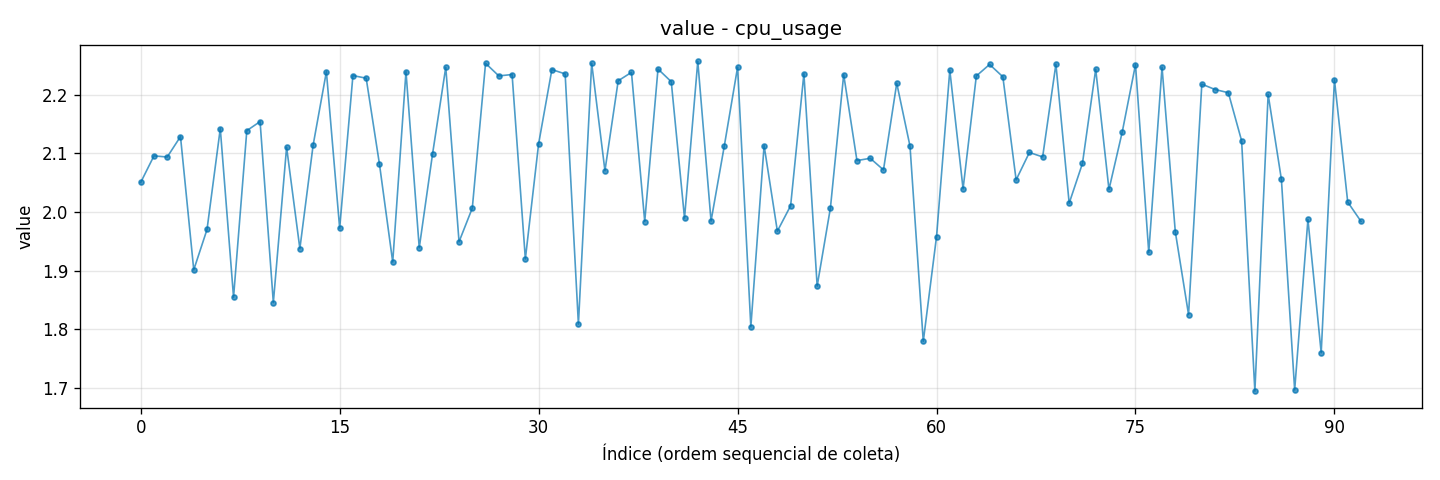 value - cpu_usage
value
2.2
2.1
2.0
1.9
1.8
1.7
0 15 30 45 60 75 90
Índice (ordem sequencial de coleta)